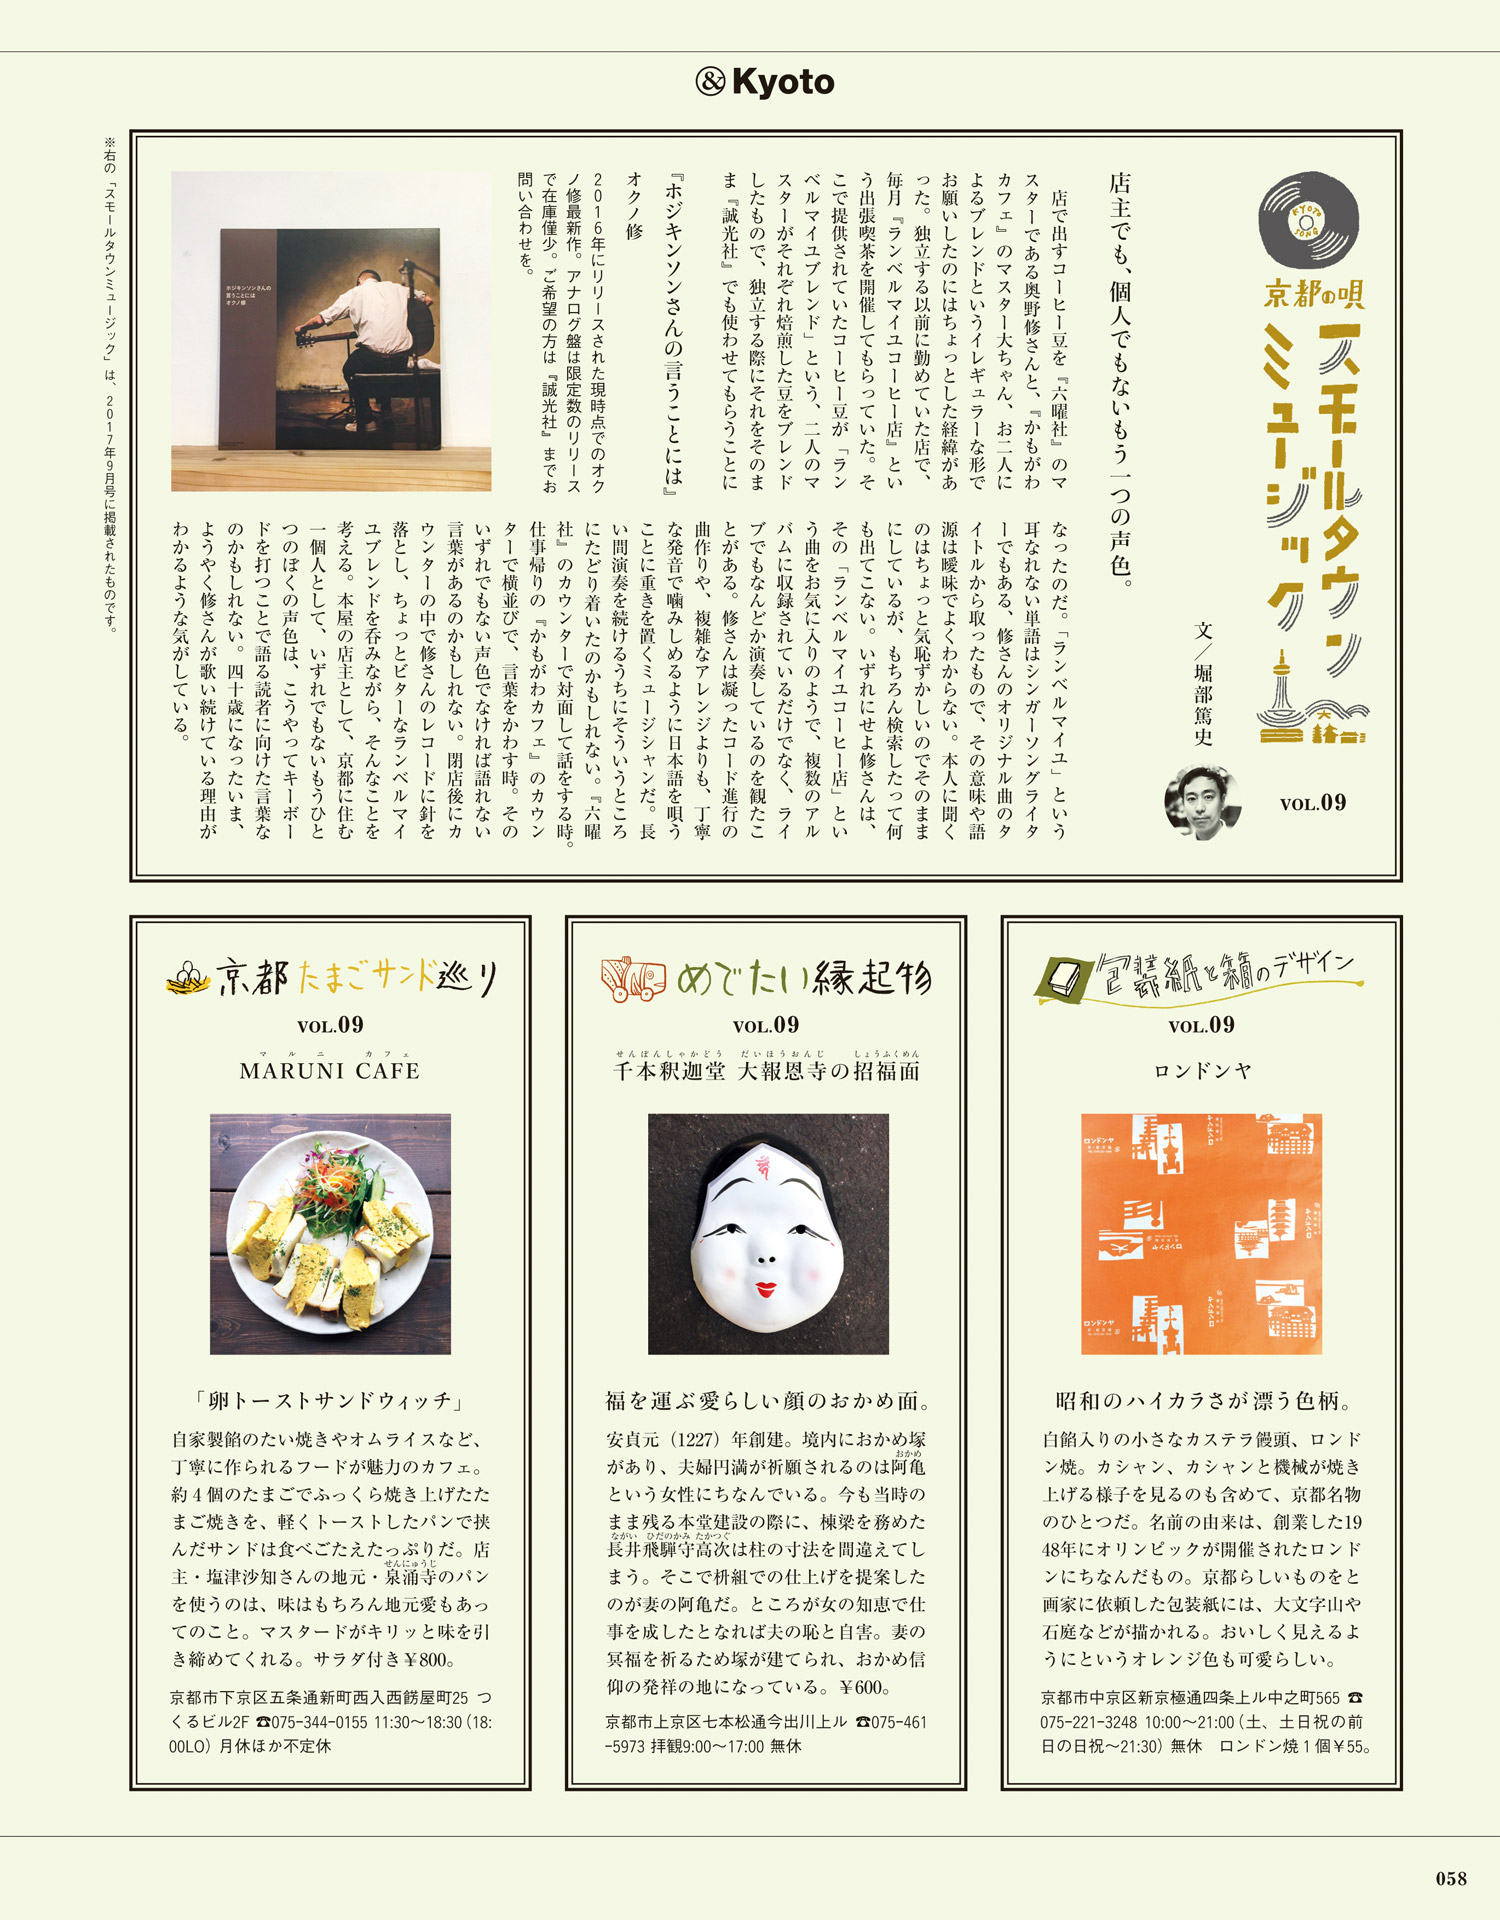 & Kyoto
京都の唄
スモールタウン
ミュージック
KYOTO SONG
VOL.09
文／堀部篤史
店主でも、個人でもないもう一つの声色。
店で出すコーヒー豆を『六曜社』のマ
スターである奥野修さんと、『かもがわ
カフェ』のマスター大ちゃん、お二人に
よるブレンドというイレギュラーな形で
お願いしたのにはちょっとした経緯があ
った。独立する以前に勤めていた店で、
毎月『ランベルマイユコーヒー店』とい
う出張喫茶を開催してもらっていた。そ
こで提供されていたコーヒー豆が「ラン
ベルマイユブレンド」という、二人のマ
スターがそれぞれ焙煎した豆をブレンド
したもので、独立する際にそれをそのま
ま『誠光社』でも使わせてもらうことに
なったのだ。「ランベルマイユ」という
耳なれない単語はシンガーソングライタ
ーでもある、修さんのオリジナル曲のタ
イトルから取ったもので、その意味や語
源は曖昧でよくわからない。本人に聞く
のはちょっと気恥ずかしいのでそのまま
にしているが、もちろん検索したって何
も出てこない。いずれにせよ修さんは、
その「ランベルマイユコーヒー店」とい
う曲をお気に入りのようで、複数のアル
バムに収録されているだけでなく、ライ
ブでもなんどか演奏しているのを観たこ
とがある。修さんは凝ったコード進行の
曲作りや、複雑なアレンジよりも、丁寧
な発音で噛みしめるように日本語を唄う
ことに重きを置くミュージシャンだ。長
い間演奏を続けるうちにそういうところ
にたどり着いたのかもしれない。『六曜
社』のカウンターで対面して話をする時。
仕事帰りの『かもがわカフェ』のカウン
ターで横並びで、言葉をかわす時。その
いずれでもない声色でなければ語れない
言葉があるのかもしれない。閉店後にカ
ウンターの中で修さんのレコードに針を
落とし、ちょっとビターなランベルマイ
ユブレンドを呑みながら、そんなことを
考える。本屋の店主として、京都に住む
一個人として、いずれでもないもうひと
つのぼくの声色は、こうやってキーボー
ドを打つことで語る読者に向けた言葉な
のかもしれない。四十歳になったいま、
ようやく修さんが歌い続けている理由が
わかるような気がしている。
『ホジキンソンさんの言うことには』
オクノ修
2016年にリリースされた現時点でのオク
ノ修最新作。アナログ盤は限定数のリリース
で在庫僅少。ご希望の方は『誠光社』までお
問い合わせを。
ホジキンソンさんの
言うことには
オクノ修
※右の「スモールタウンミュージック」は、2017年9月号に掲載されたものです。
包装紙と箱のデザイン
VOL.09
ロンドンヤ
ロンドンヤ
昭和のハイカラさが漂う色柄。
白餡入りの小さなカステラ饅頭、ロンド
ン焼。カシャン、カシャンと機械が焼き
上げる様子を見るのも含めて、京都名物
のひとつだ。名前の由来は、創業した19
48年にオリンピックが開催されたロンド
ンにちなんだもの。京都らしいものをと
画家に依頼した包装紙には、大文字山や
石庭などが描かれる。おいしく見えるよ
うにというオレンジ色も可愛らしい。
京都市中京区新京極通四条上ル中之町565 ☎
075-221-3248 10:00〜21:00（土、土日祝の前
日の日祝〜21:30）無休　ロンドン焼1個￥55。
めでたい縁起物
VOL.09
せんぼんしゃかどう だいほうおんじ しょうふくめん
千本釈迦堂 大報恩寺の招福面
福を運ぶ愛らしい顔のおかめ面。
安貞元（1227）年創建。境内におかめ塚
おかめ
があり、夫婦円満が祈願されるのは阿亀
という女性にちなんでいる。今も当時の
まま残る本堂建設の際に、棟梁を務めた
ながい ひだのかみ たかつぐ
長井飛騨守高次は柱の寸法を間違えてし
まう。そこで枡組での仕上げを提案した
のが妻の阿亀だ。ところが女の知恵で仕
事を成したとなれば夫の恥と自害。妻の
冥福を祈るため塚が建てられ、おかめ信
仰の発祥の地になっている。￥600。
京都市上京区七本松通今出川上ル ☎075-461
-5973 拝観9:00〜17:00 無休
京都たまごサンド巡り
VOL.09
マルニ カフェ
MARUNI CAFE
「卵トーストサンドウィッチ」
自家製餡のたい焼きやオムライスなど、
丁寧に作られるフードが魅力のカフェ。
約4個のたまごでふっくら焼き上げたた
まご焼きを、軽くトーストしたパンで挟
んだサンドは食べごたえたっぷりだ。店
せんにゅうじ
主・塩津沙知さんの地元・泉涌寺のパン
を使うのは、味はもちろん地元愛もあっ
てのこと。マスタードがキリッと味を引
き締めてくれる。サラダ付き￥800。
京都市下京区五条通新町西入西錺屋町25 つ
くるビル2F ☎075-344-0155 11:30〜18:30（18:
00LO）月休ほか不定休
058